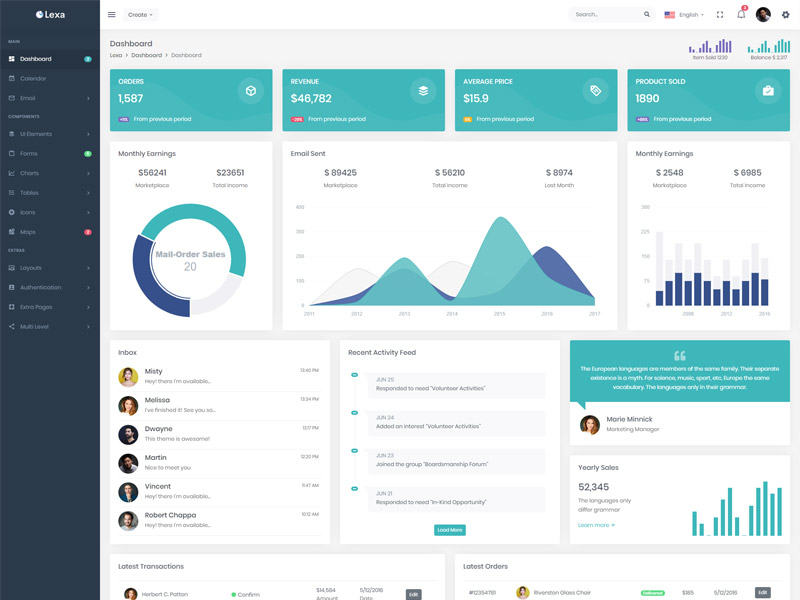 Lexa
Create
Search...
English
3
MAIN
Dashboard
Calendar
Email
COMPONENTS
UI Elements
Forms
Charts
Tables
Icons
Maps
EXTRAS
Layouts
Authentication
Extra Pages
Multi Level
Dashboard
Lexa > Dashboard > Dashboard
Item Sold 1230
Balance $ 2,317
ORDERS
1,587
From previous period
REVENUE
$46,782
From previous period
AVERAGE PRICE
$15.9
From previous period
PRODUCT SOLD
1890
From previous period
Monthly Earnings
$56241 $23651
Marketplace Total Income
Mail-Order Sales
20
Email Sent
$ 89425 $ 56210 $ 8974
Marketplace Total Income Last Month
400
300
200
100
0
2011 2012 2013 2014 2015 2016 2017
Monthly Earnings
$ 2548 $ 6985
Marketplace Total Income
300
225
150
75
0
2008 2012 2016
Inbox
Misty 13:40 PM
Hey! there I'm available...
Melissa 13:34 PM
I've finished it! See you so...
Dwayne 13:17 PM
This theme is awesome!
Martin 12:20 PM
Nice to meet you
Vincent 11:47 AM
Hey! there I'm available...
Robert Chappa 10:12 AM
Hey! there I'm available...
Recent Activity Feed
JUN 25
Responded to need "Volunteer Activities"
JUN 24
Added an interest "Volunteer Activities"
JUN 23
Joined the group "Boardsmanship Forum"
JUN 21
Responded to need "In-Kind Opportunity"
Load More
The European languages are members of the same family. Their separate
existence is a myth. For science, music, sport, etc, Europe the same
vocabulary. The languages only in their grammar.
Marie Minnick
Marketing Manager
Yearly Sales
52,345
The languages only
differ grammar
Learn more
Latest Transactions
Herbert C. Patton Confirm $14,584 5/12/2016 Edit
Amount Date
Latest Orders
#12354781 Riverston Glass Chair Delivered $185 5/12/2016 Edit